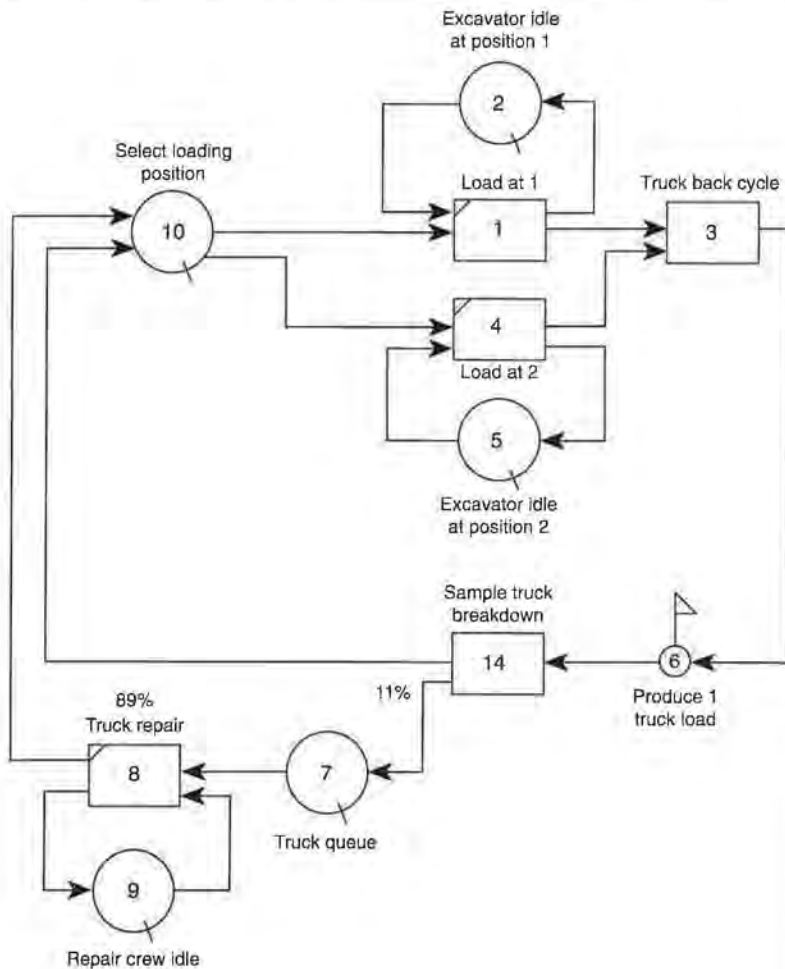 Excavator idle
at position 1
2
Select loading
position
10
Load at 1
1
Truck back cycle
3
4
Load at 2
5
Excavator idle
at position 2
Sample truck
breakdown
14
6
Produce 1
truck load
11%
89%
Truck repair
8
7
Truck queue
9
Repair crew idle